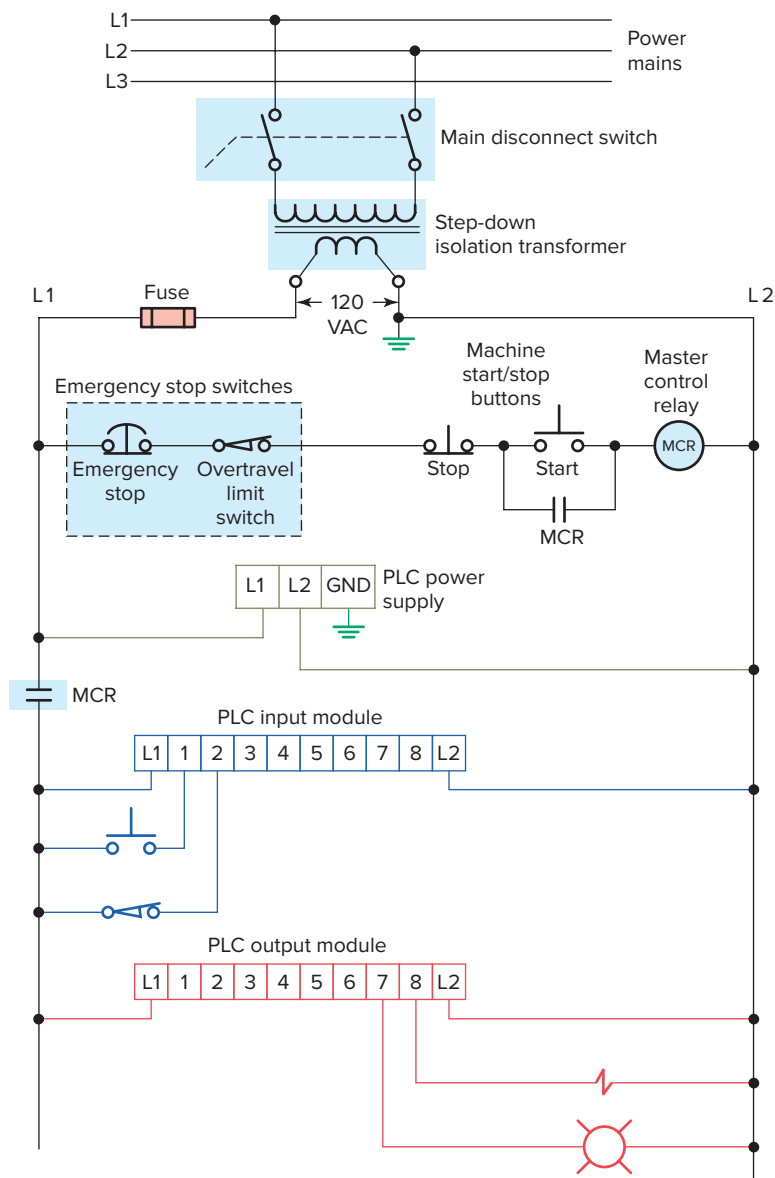 L1
L2
L3
Power
mains
Main disconnect switch
Step-down
isolation transformer
L1
Fuse
120
VAC
L2
Emergency stop switches
Machine
start/stop
buttons
Master
control
relay
Emergency
stop
Overtravel
limit
switch
Stop
Start
MCR
MCR
L1 L2 GND
PLC power
supply
MCR
PLC input module
L1 1 2 3 4 5 6 7 8 L2
PLC output module
L1 1 2 3 4 5 6 7 8 L2